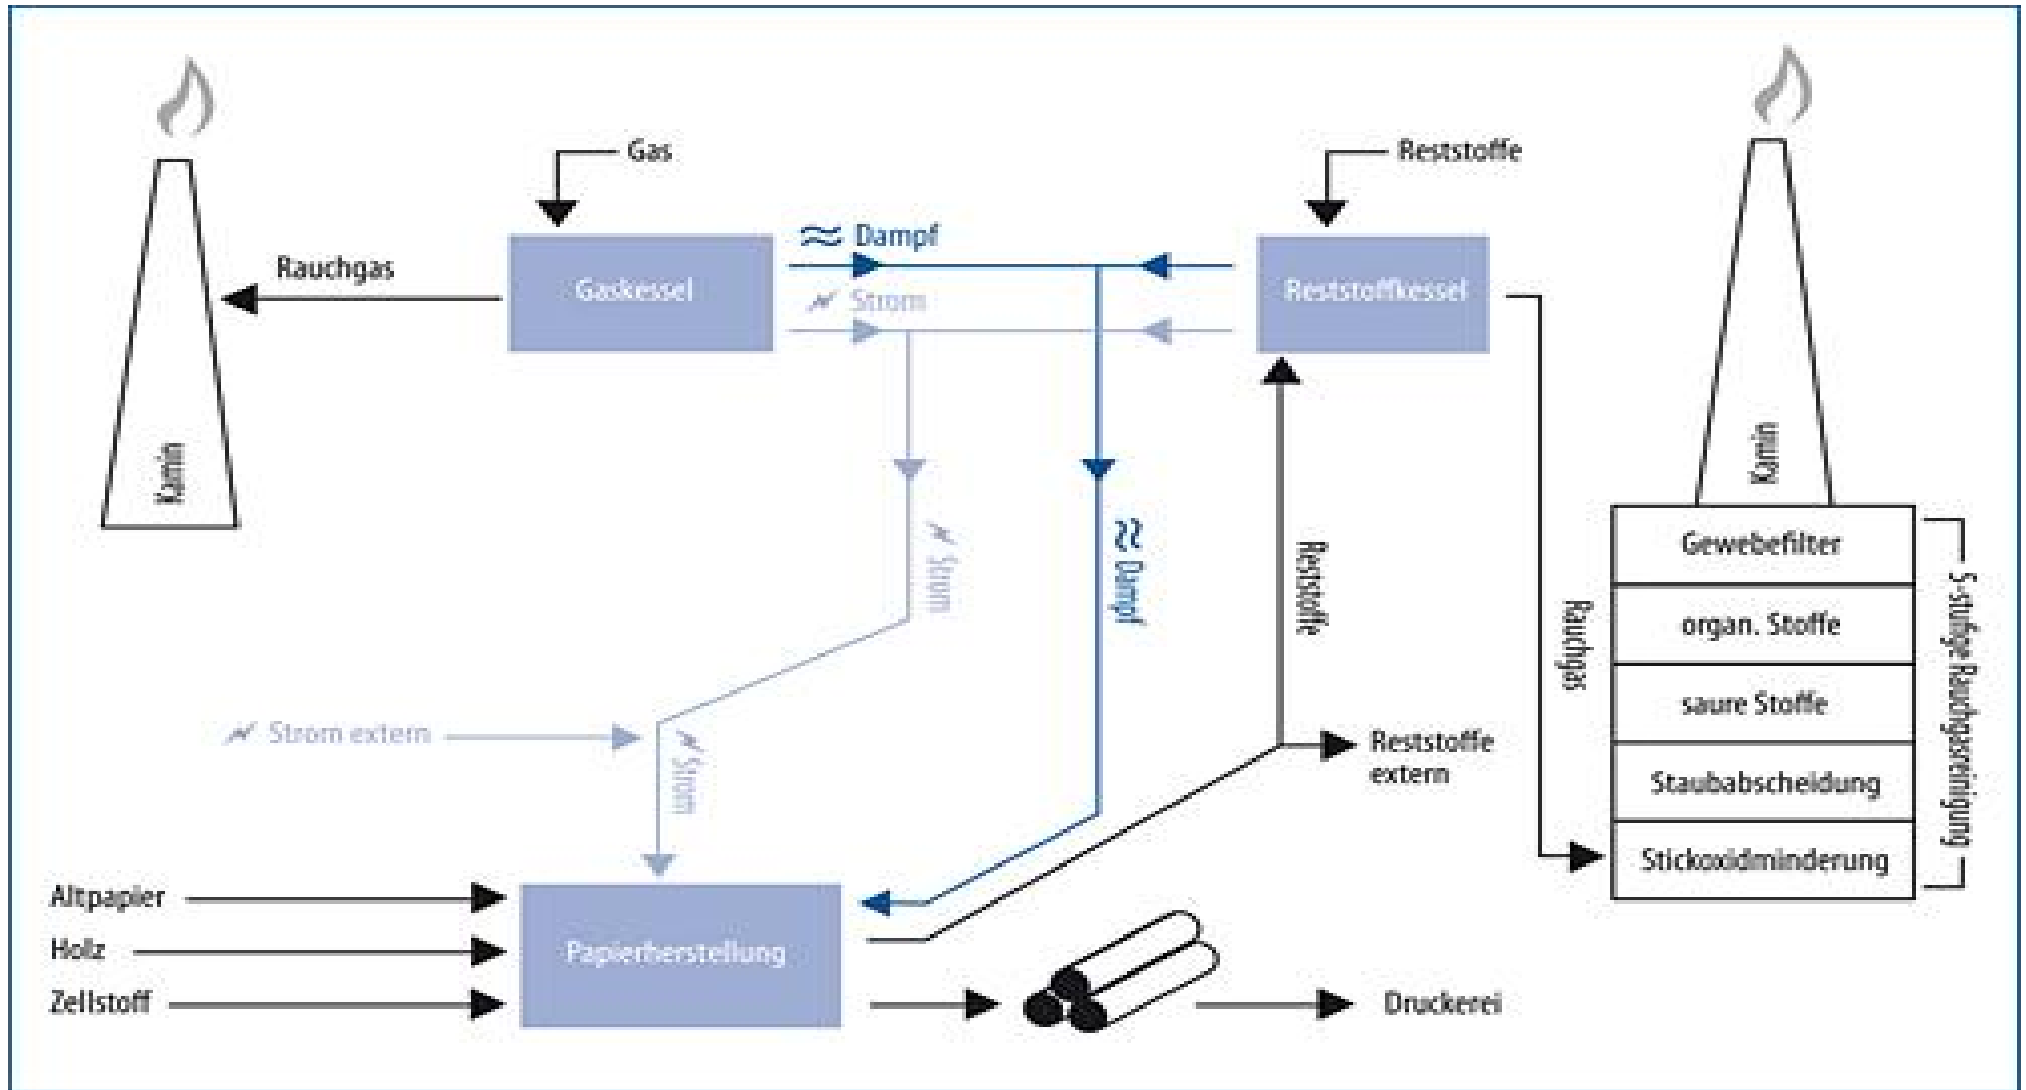 Gas
Reststoffe
Dampf
Rauchgas
Gaskessel
Strom
Reststoffkessel
Kamin
Kamin
Strom
Dampf
Reststoffe
Rauchgas
Gewebefilter
organ. Stoffe
saure Stoffe
Staubabscheidung
Stickoxidminderung
5-stufige Rauchgasreinigung
Strom extern
Strom
Reststoffe
extern
Altpapier
Holz
Zellstoff
Papierherstellung
Druckerei